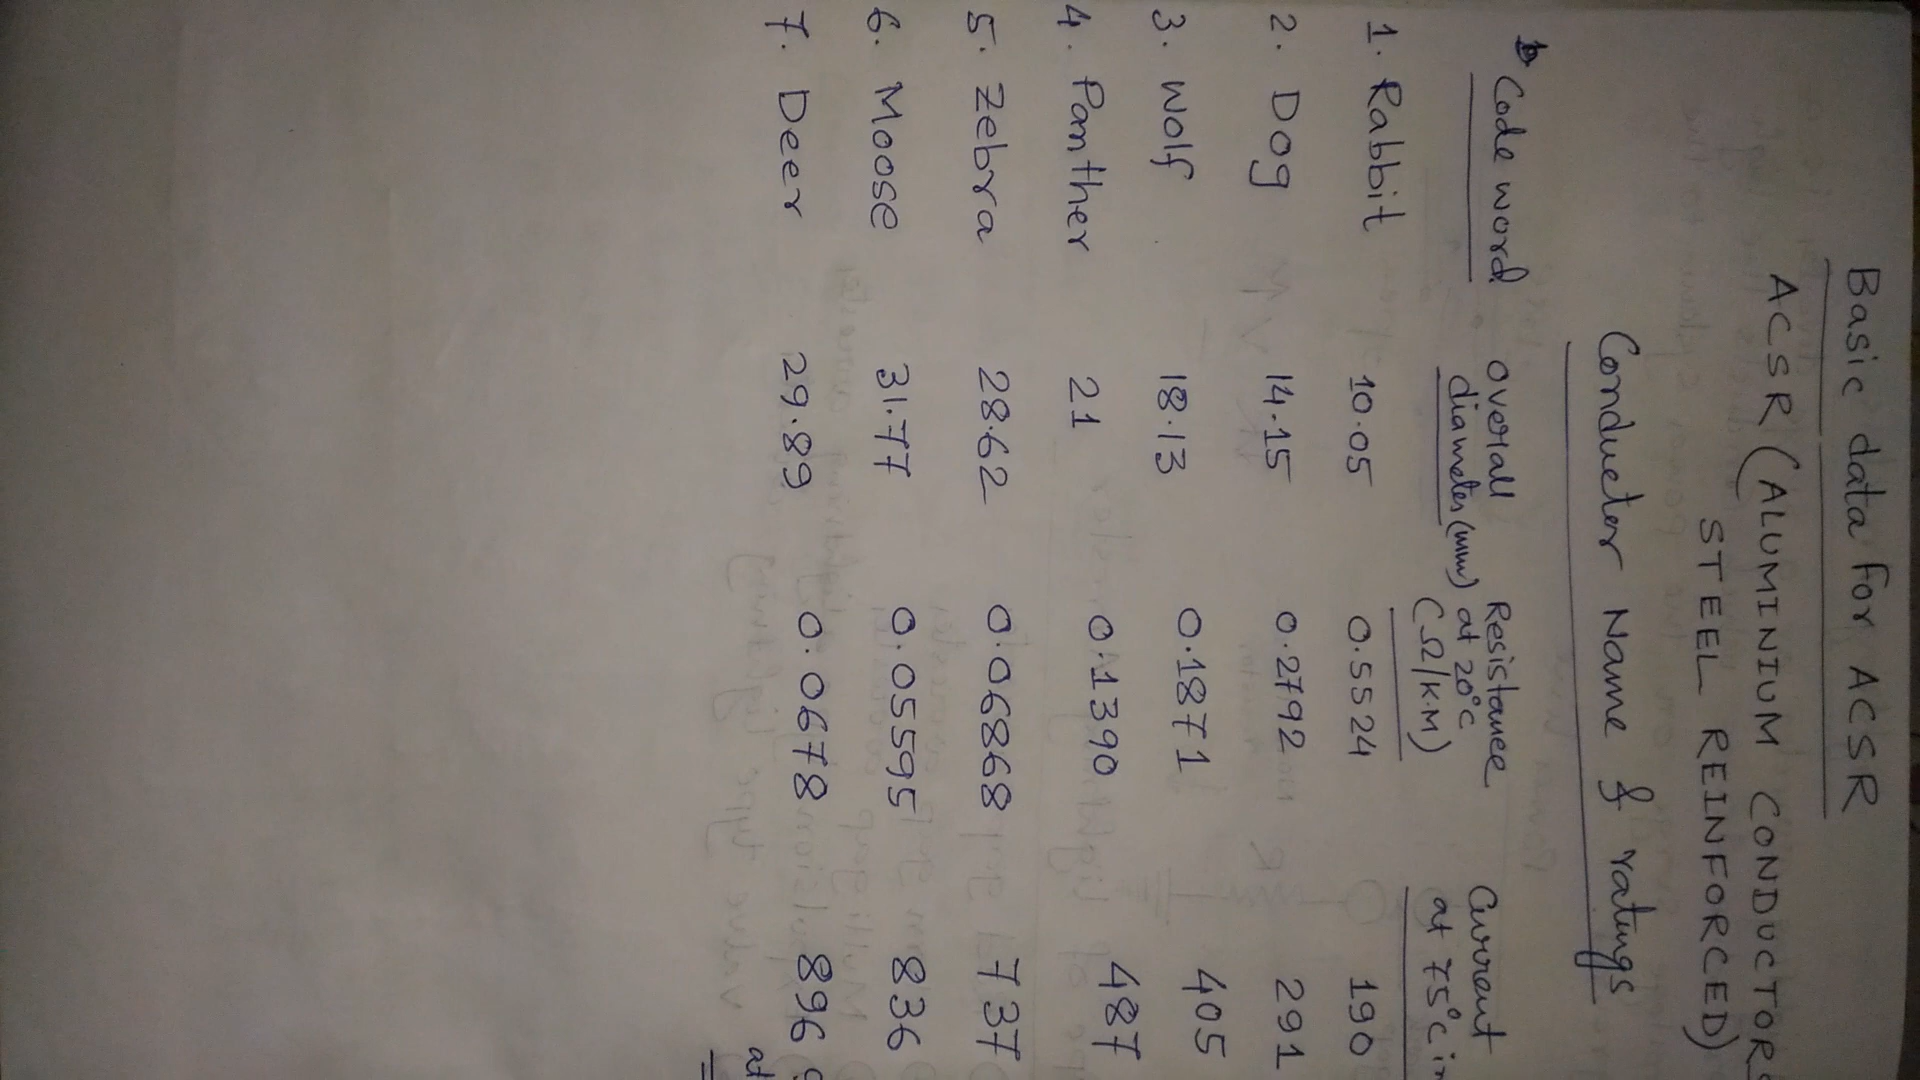 Basic data for ACSR
ACSR (ALUMINIUM CONDUCTORS
STEEL REINFORCED)
Conductor Name & ratings
Code word overall diameter (mm) Resistance at 20°C (Ω/K.M) Current at 75°C in
1. Rabbit 10.05 0.5524 190
2. Dog 14.15 0.2792 291
3. Wolf 18.13 0.1871 405
4. Panther 21 0.1390 487
5. Zebra 28.62 0.06868 737
6. Moose 31.77 0.05595 836
7. Deer 29.89 0.0678 896
at